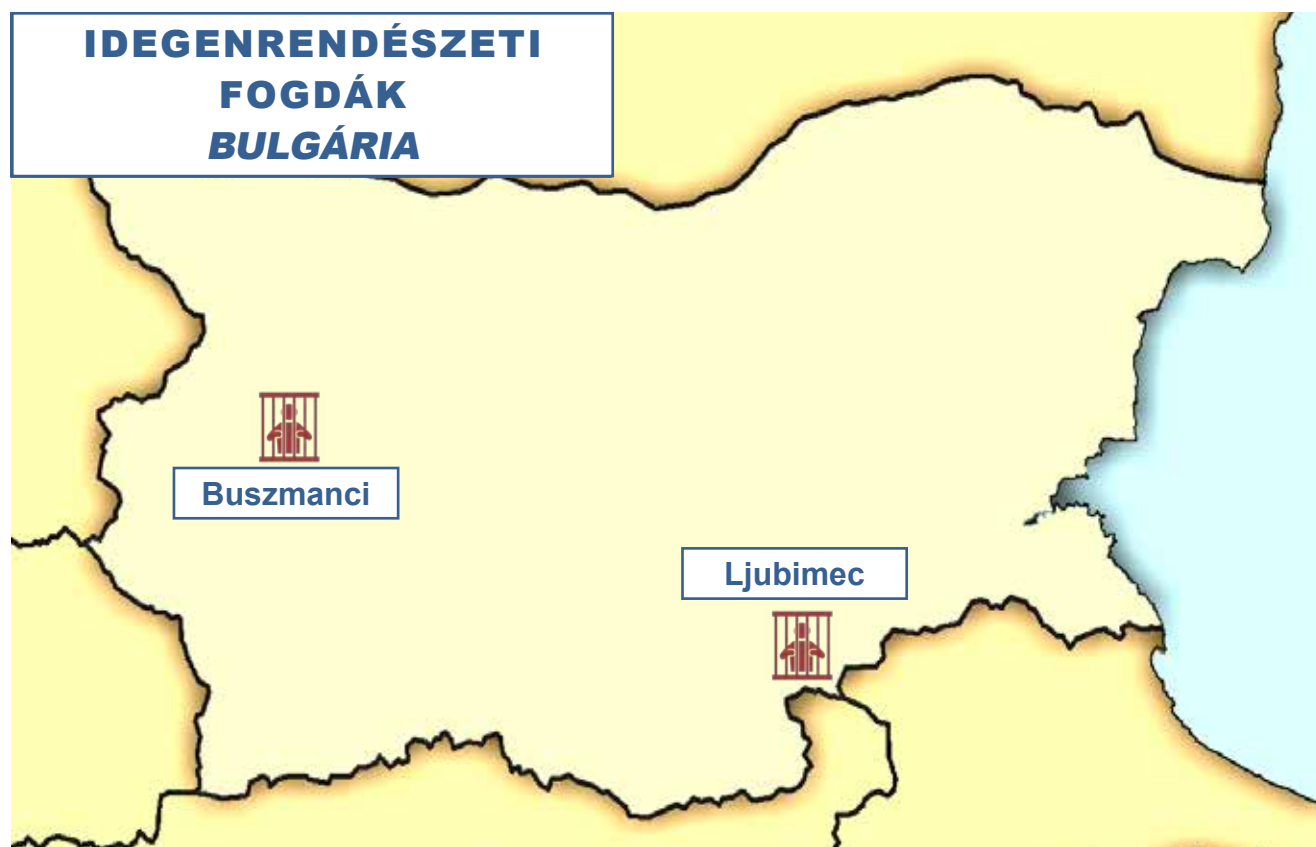 IDEGENRENDÉSZETI
FOGDÁK
BULGÁRIA
Buszmanci
Ljubimec